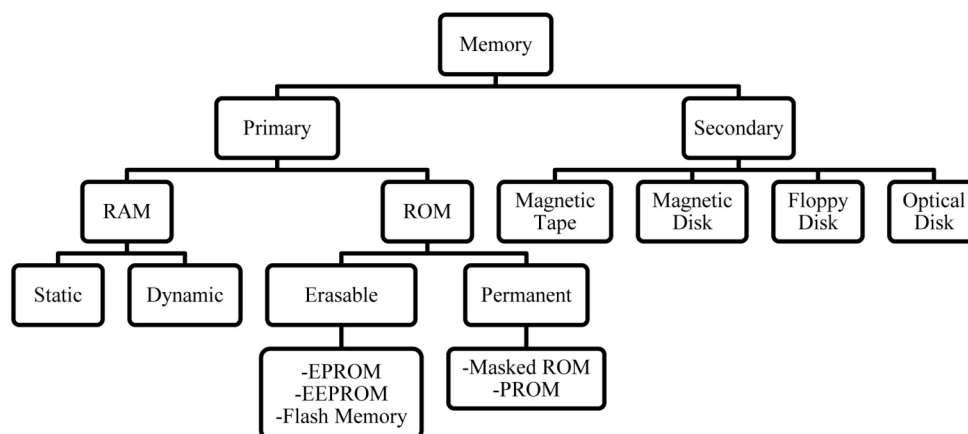 Memory
Primary
Secondary
RAM
ROM
Magnetic
Tape
Magnetic
Disk
Floppy
Disk
Optical
Disk
Static
Dynamic
Erasable
Permanent
-EPROM
-EEPROM
-Flash Memory
-Masked ROM
-PROM